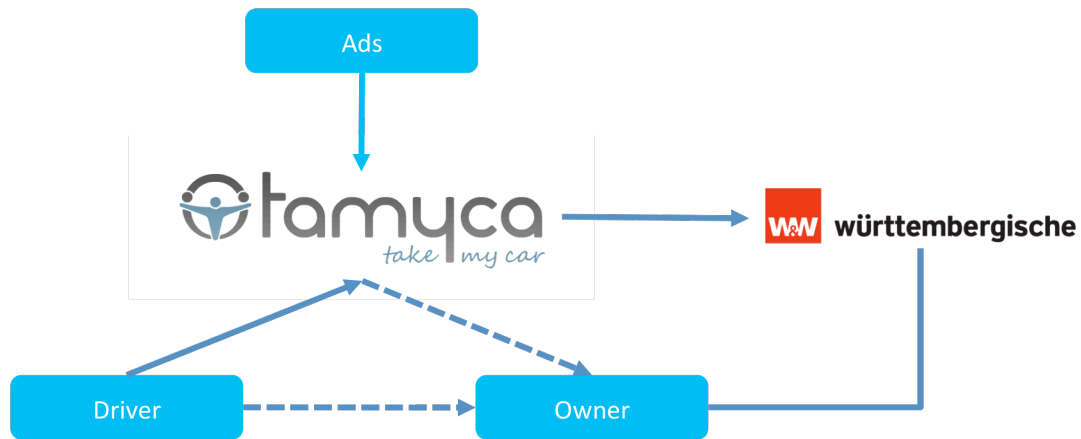 Ads
tamyca
take my car
W&W württembergische
Driver
Owner